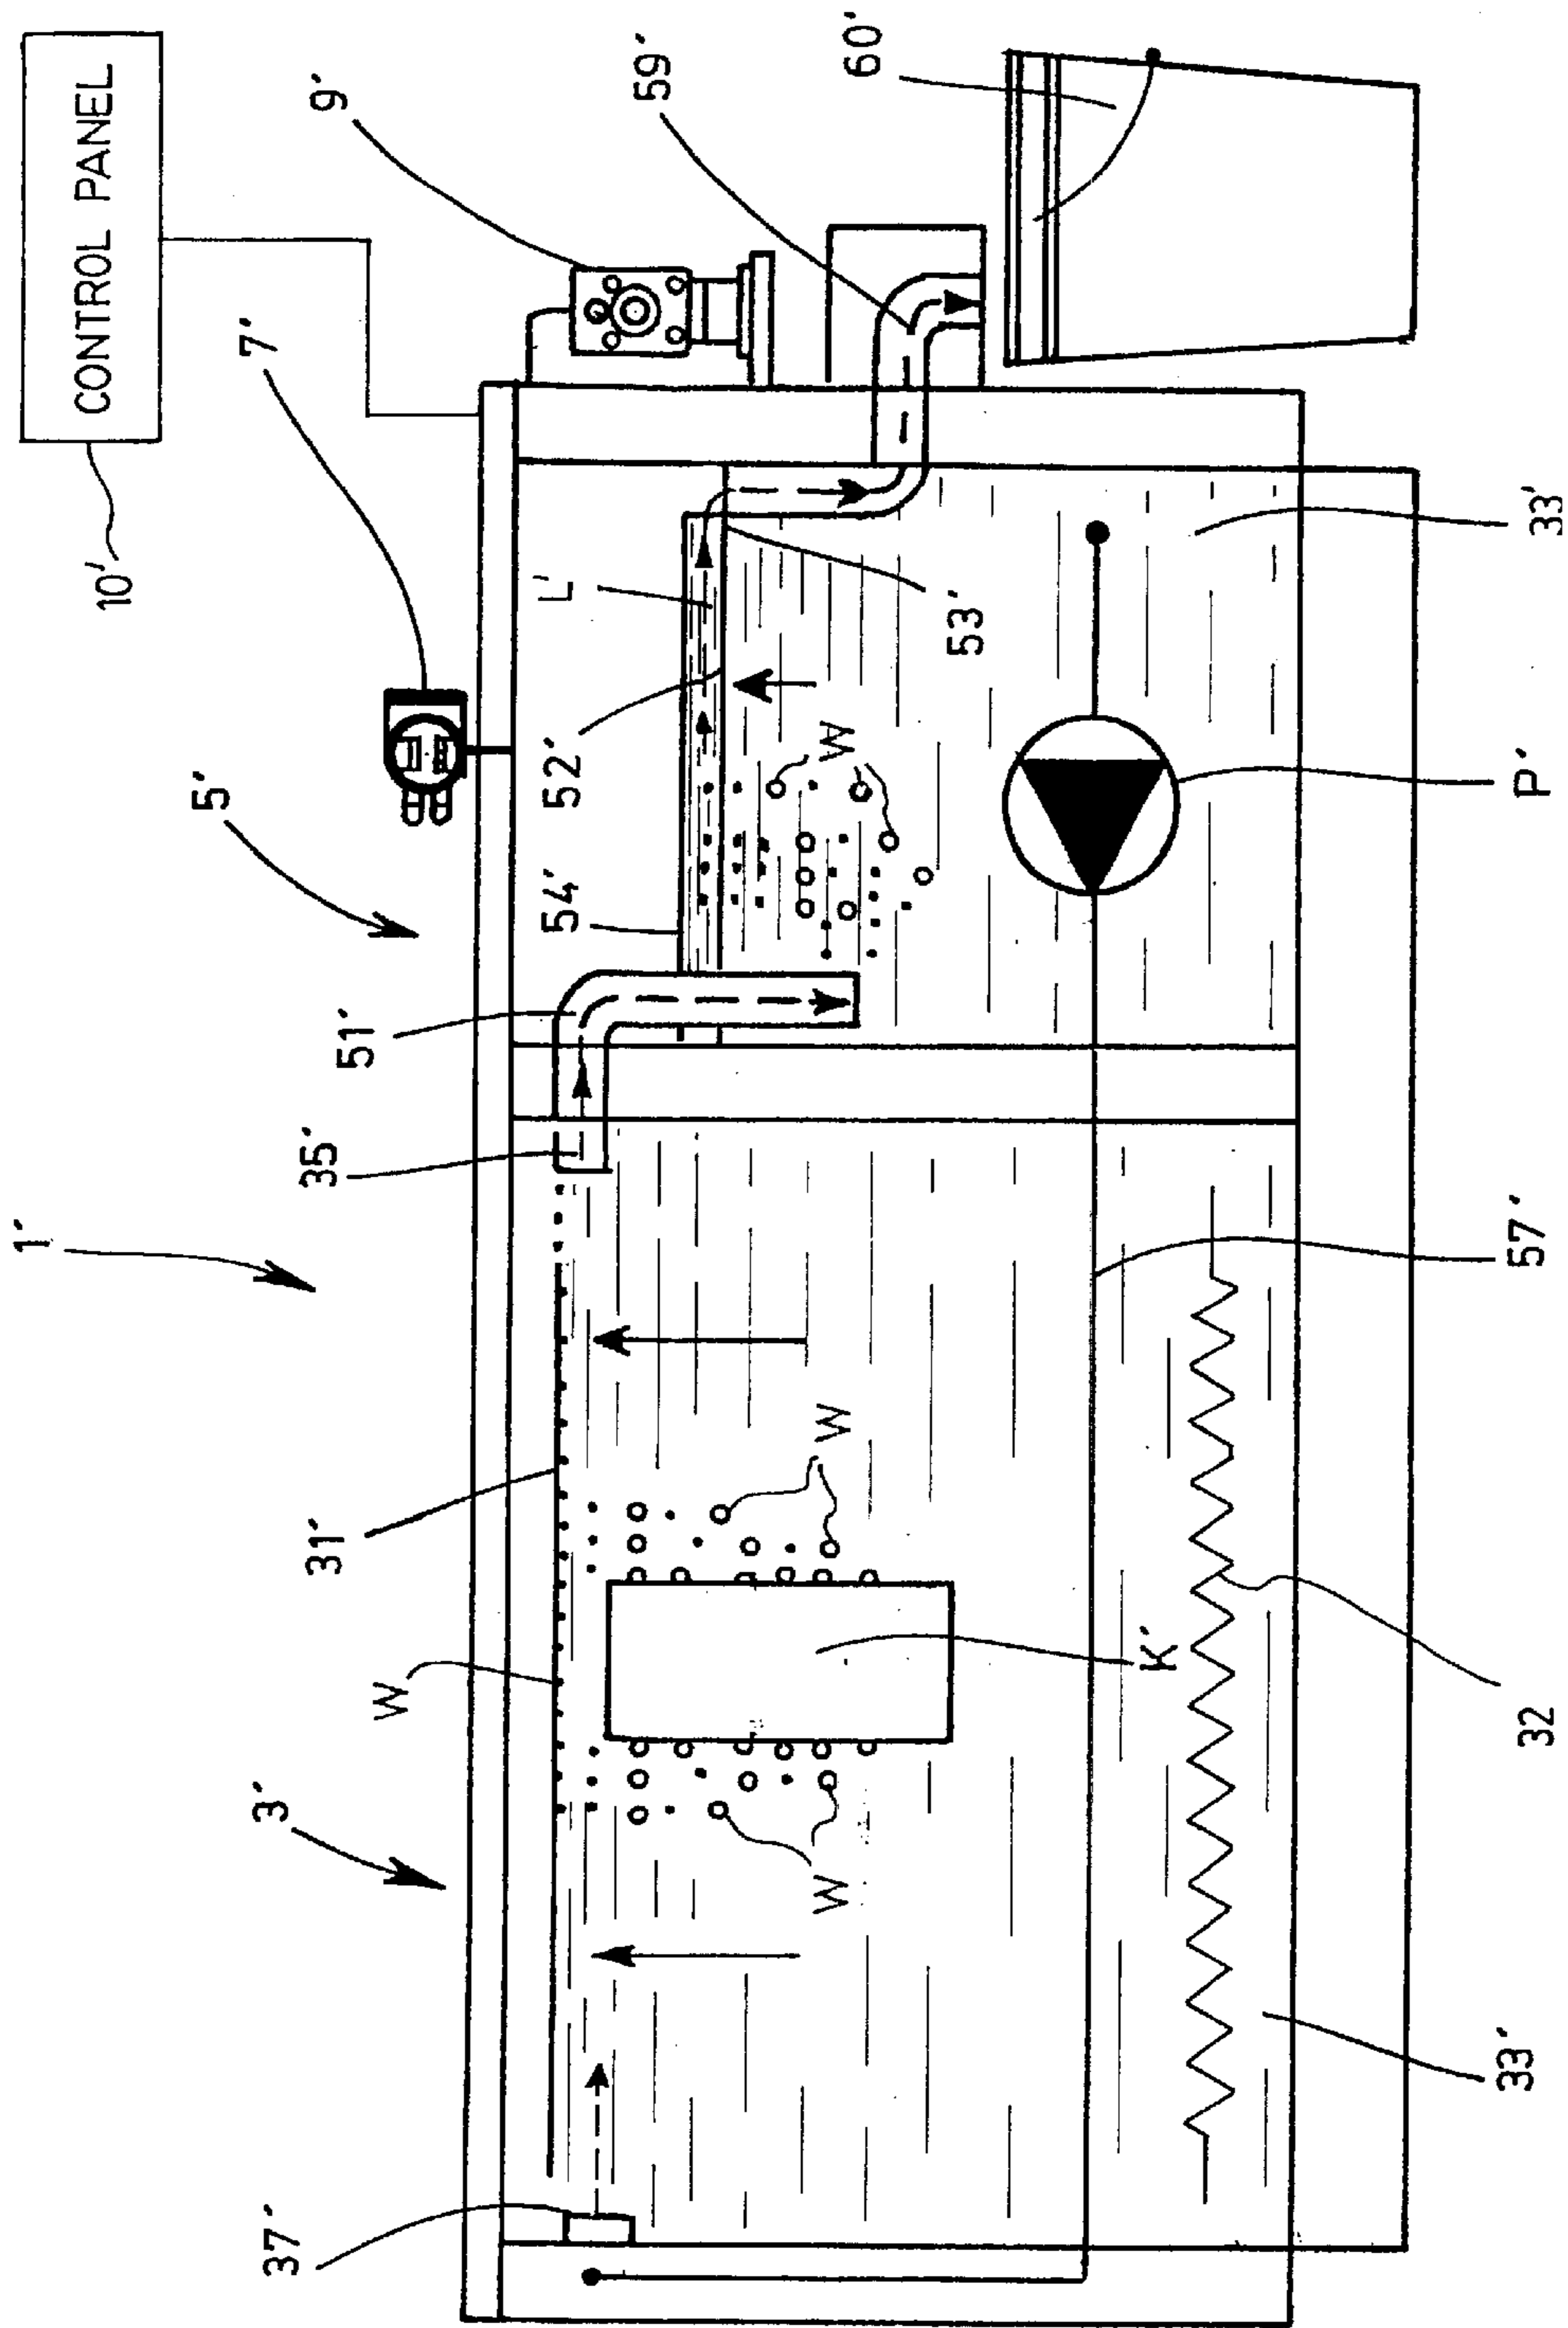 1′
3′
5′
7′
CONTROL PANEL
10′
9′
59′
60′
37′
W
31′
35′
51′
54′
52′
L′
W
W
W
53′
K′
33′
32
57′
P′
33′